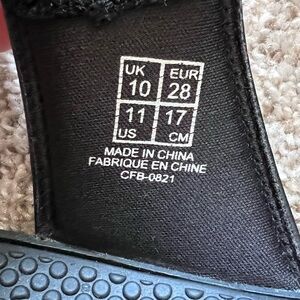 UK EUR
10 28
11 17
US CM
MADE IN CHINA
FABRIQUE EN CHINE
CFB-0821